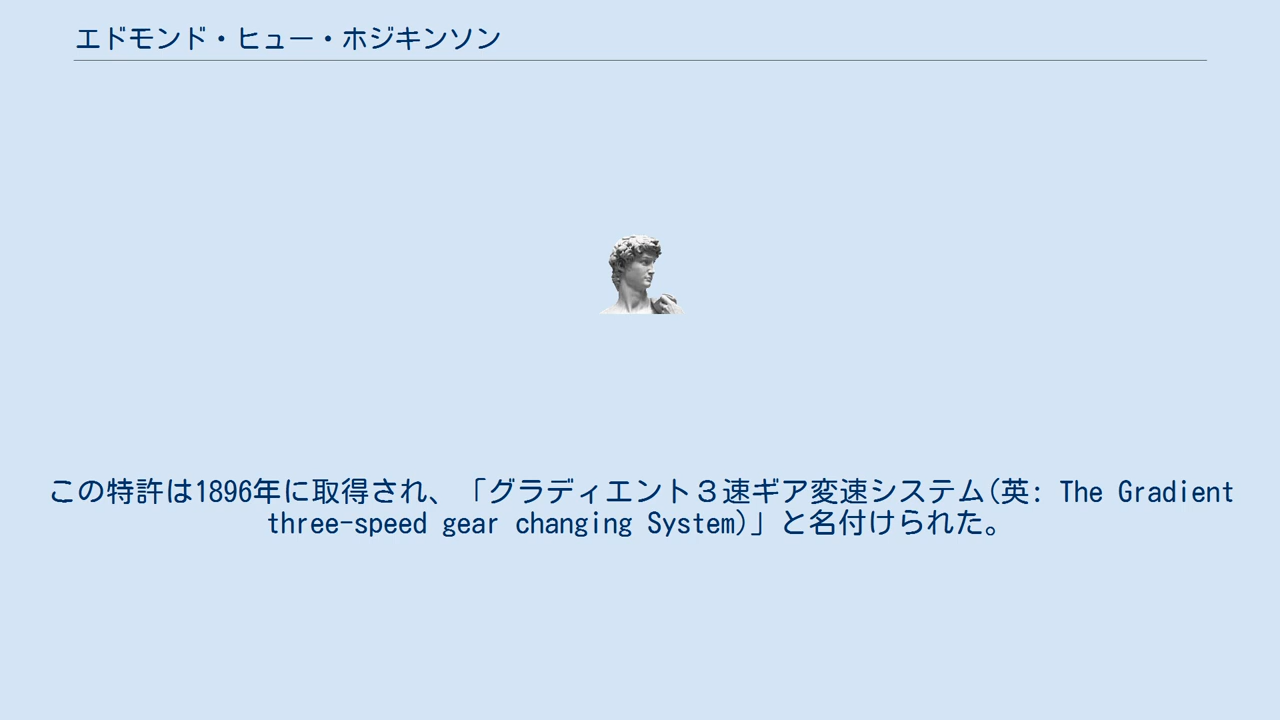 エドモンド・ヒュー・ホジキンソン
この特許は1896年に取得され、「グラディエント３速ギア変速システム(英: The Gradient
three-speed gear changing System)」と名付けられた。